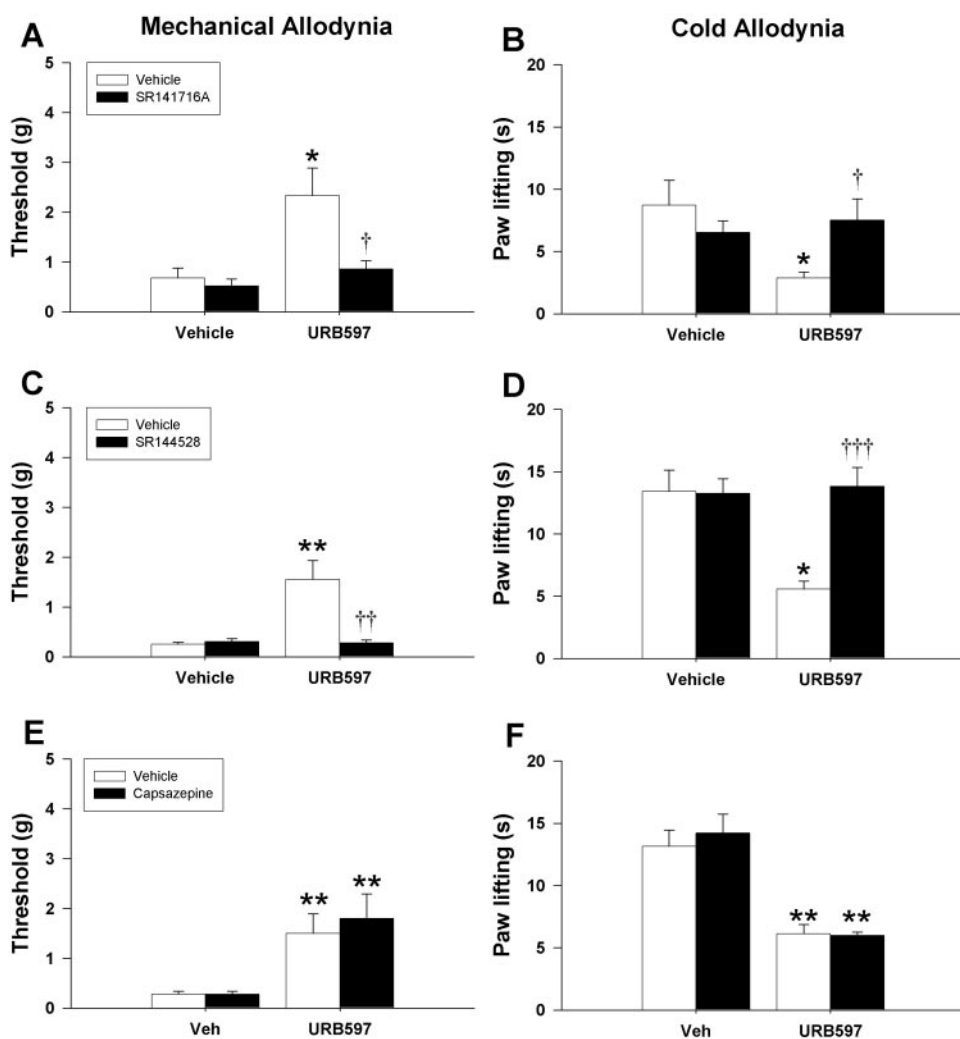 Mechanical Allodynia
Cold Allodynia
A
Threshold (g)
5
4
3
2
1
0
Vehicle
SR141716A
*
†
Vehicle
URB597
B
Paw lifting (s)
20
15
10
5
0
*
†
Vehicle
URB597
C
Threshold (g)
5
4
3
2
1
0
Vehicle
SR144528
**
††
Vehicle
URB597
D
Paw lifting (s)
20
15
10
5
0
*
†††
Vehicle
URB597
E
Threshold (g)
5
4
3
2
1
0
Vehicle
Capsazepine
**
**
Veh
URB597
F
Paw lifting (s)
20
15
10
5
0
**
**
Veh
URB597